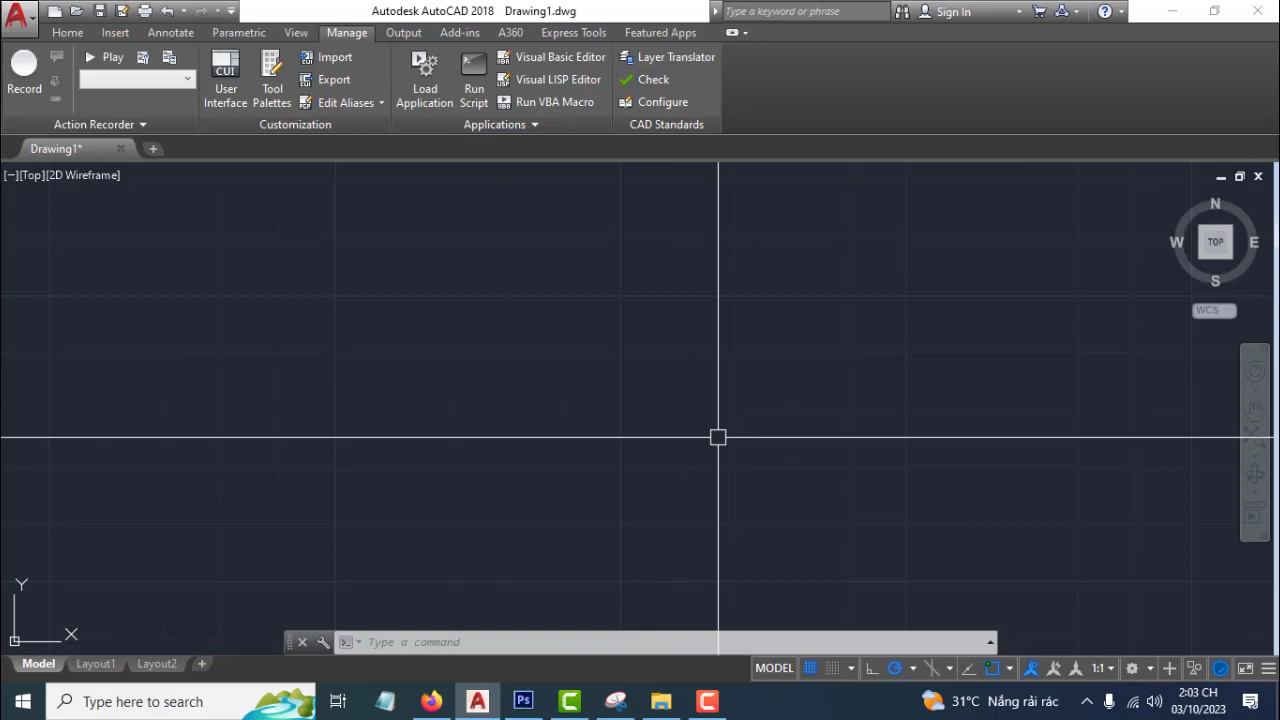 Autodesk AutoCAD 2018 Drawing1.dwg
Type a keyword or phrase
Sign In
Home Insert Annotate Parametric View Manage Output Add-ins A360 Express Tools Featured Apps
Record
Play
CUI
User
Interface
Tool
Palettes
Import
Export
Edit Aliases
Load
Application
Run
Script
Visual Basic Editor
Visual LISP Editor
Run VBA Macro
Layer Translator
Check
Configure
Action Recorder Customization Applications CAD Standards
Drawing1*
[−][Top][2D Wireframe]
N
W TOP E
S
WCS
Y
X
Type a command
Model Layout1 Layout2
MODEL 1:1
Type here to search
Ps
31°C Nắng rải rác
2:03 CH
03/10/2023